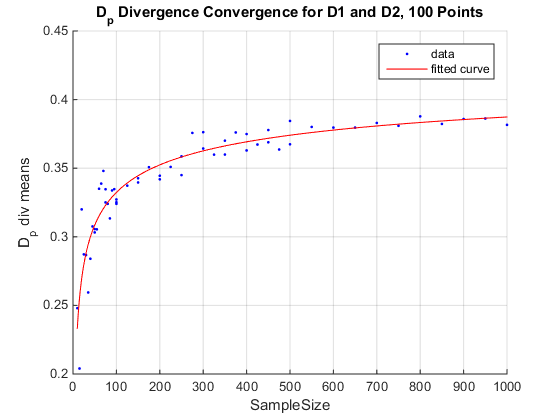 Dp Divergence Convergence for D1 and D2, 100 Points
data
fitted curve
0.45
0.4
0.35
0.3
0.25
0.2
Dp div means
0 100 200 300 400 500 600 700 800 900 1000
SampleSize